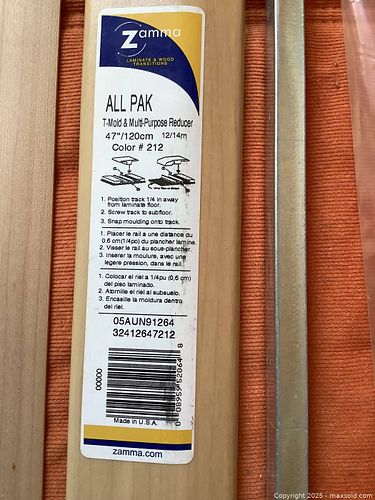 Zamma
LAMINATE & WOOD
TRANSITIONS
ALL PAK
T-Mold & Multi-Purpose Reducer
47"/120cm 12/14m
Color # 212
1. Position track 1/4 in away
from laminate floor.
2. Screw track to subfloor.
3. Snap moulding onto track.
1. Placer le rail a une distance du
0.6 cm(1/4po) du plancher lamine.
2. Visser le rail au sous-plancher.
3. Inserer la moulure, avec une
legere pression, dans le rail.
1. Colocar el riel a 1/4pu (0,6 cm)
del piso laminado.
2. Atornille el riel al subsuelo.
3. Encasille la moldura dentro
del riel.
05AUN91264
32412647212
00000
Made in U.S.A.
zamma.com
Copyright 2025 - maxsold.com